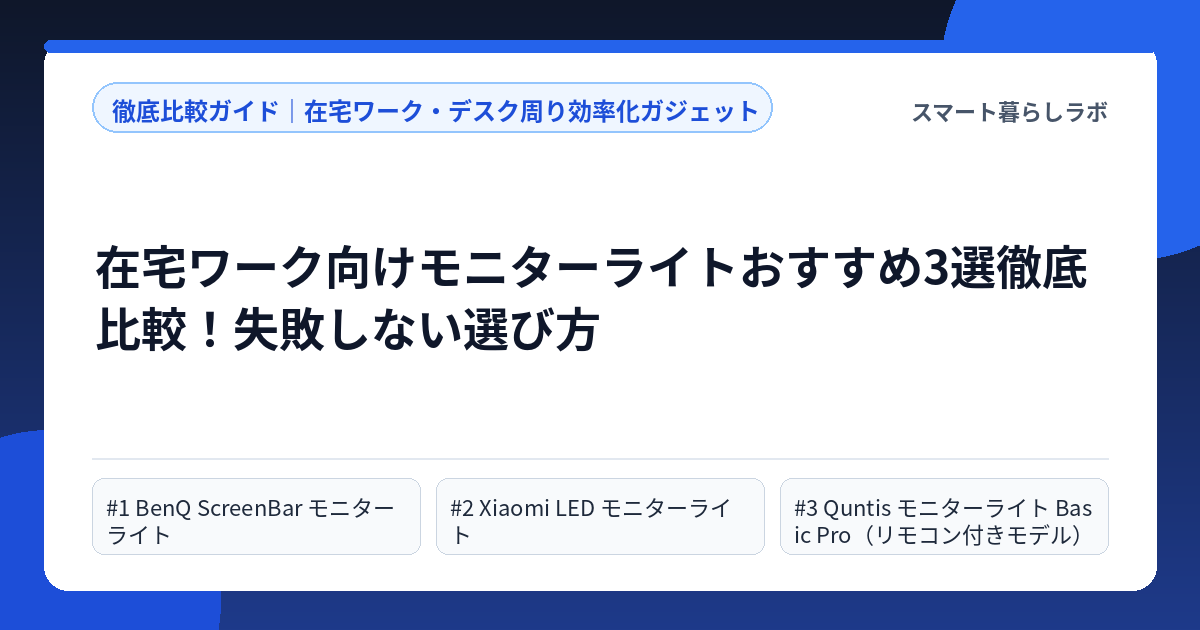 徹底比較ガイド｜在宅ワーク・デスク周り効率化ガジェット
スマート暮らしラボ
在宅ワーク向けモニターライトおすすめ3選徹底
比較！失敗しない選び方
#1 BenQ ScreenBar モニター
ライト
#2 Xiaomi LED モニターライ
ト
#3 Quntis モニターライト Bas
ic Pro（リモコン付きモデル）